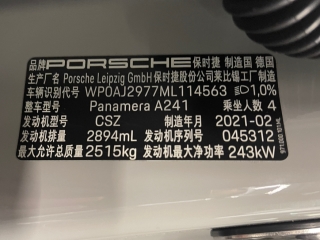 品牌 PORSCHE 保时捷 制造国 德国
生产厂名 Porsche Leipzig GmbH 保时捷股份公司莱比锡工厂制造
车辆识别代号 WP0AJ2977ML114563 1,0%
整车型号 Panamera A241 乘坐人数 4
发动机型号 CSZ 制造年月 2021-02
发动机排量 2894mL 发动机序列号 045312
最大允许总质量 2515kg 发动机最大净功率 243kW